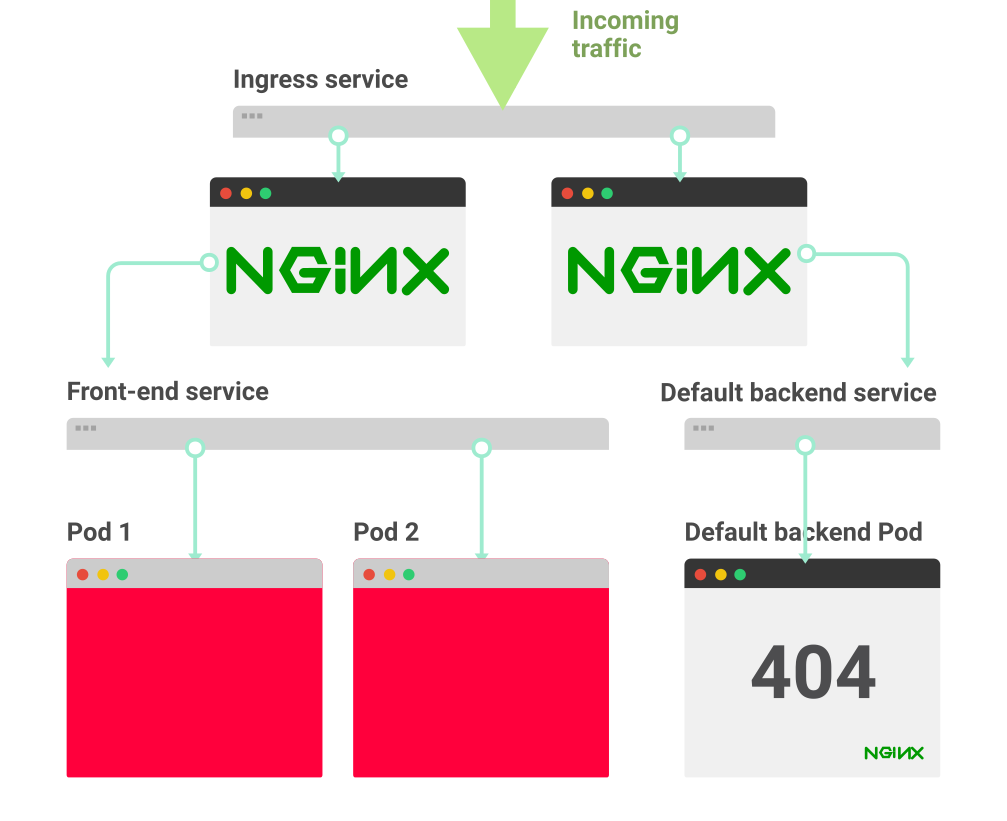 Incoming
traffic
Ingress service
NGINX
NGINX
Front-end service
Default backend service
Pod 1
Pod 2
Default backend Pod
404
NGINX